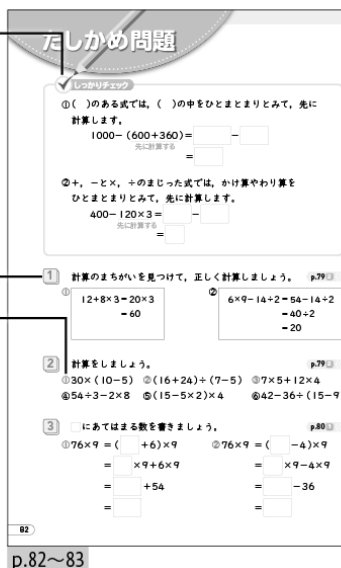 たしかめ問題
しっかりチェック
①( )のある式では，( )の中をひとまとまりとみて，先に
計算します。
1000－(600＋360)＝ －
先に計算する
＝
②＋，－と×，÷のまじった式では，かけ算やわり算を
ひとまとまりとみて，先に計算します。
400－120×3＝ －
先に計算する
＝
1 計算のまちがいを見つけて，正しく計算しましょう。 p.79
① 12＋8×3＝20×3
＝60
② 6×9－14÷2＝54－14÷2
＝40÷2
＝20
2 計算をしましょう。 p.79
①30×(10－5) ②(16＋24)÷(7－5) ③7×5＋12×4
④54÷3－2×8 ⑤(15－5×2)×4 ⑥42－36÷(15－9
3 □にあてはまる数を書きましょう。 p.80
①76×9 ＝( ＋6)×9
＝ ×9＋6×9
＝ ＋54
＝
②76×9 ＝( －4)×9
＝ ×9－4×9
＝ －36
＝
82
p.82～83